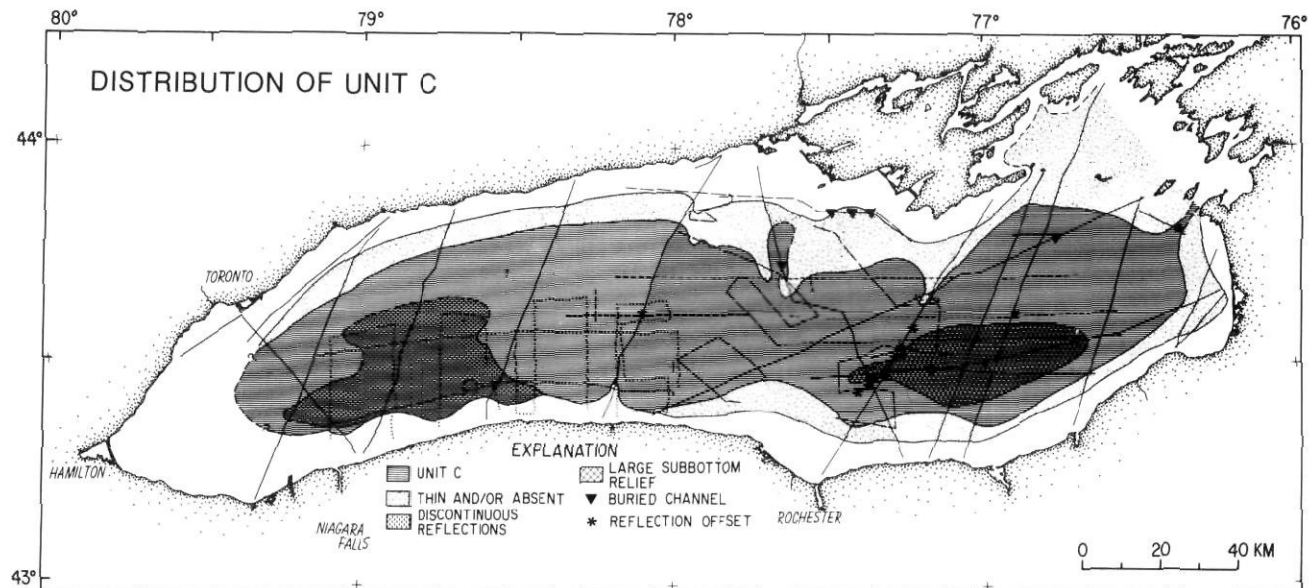 80° 79° 78° 77° 76°
DISTRIBUTION OF UNIT C
44°
TORONTO
HAMILTON
NIAGARA
FALLS
ROCHESTER
EXPLANATION
UNIT C
THIN AND/OR ABSENT
DISCONTINUOUS
REFLECTIONS
LARGE SUBBOTTOM
RELIEF
BURIED CHANNEL
REFLECTION OFFSET
0 20 40 KM
43°